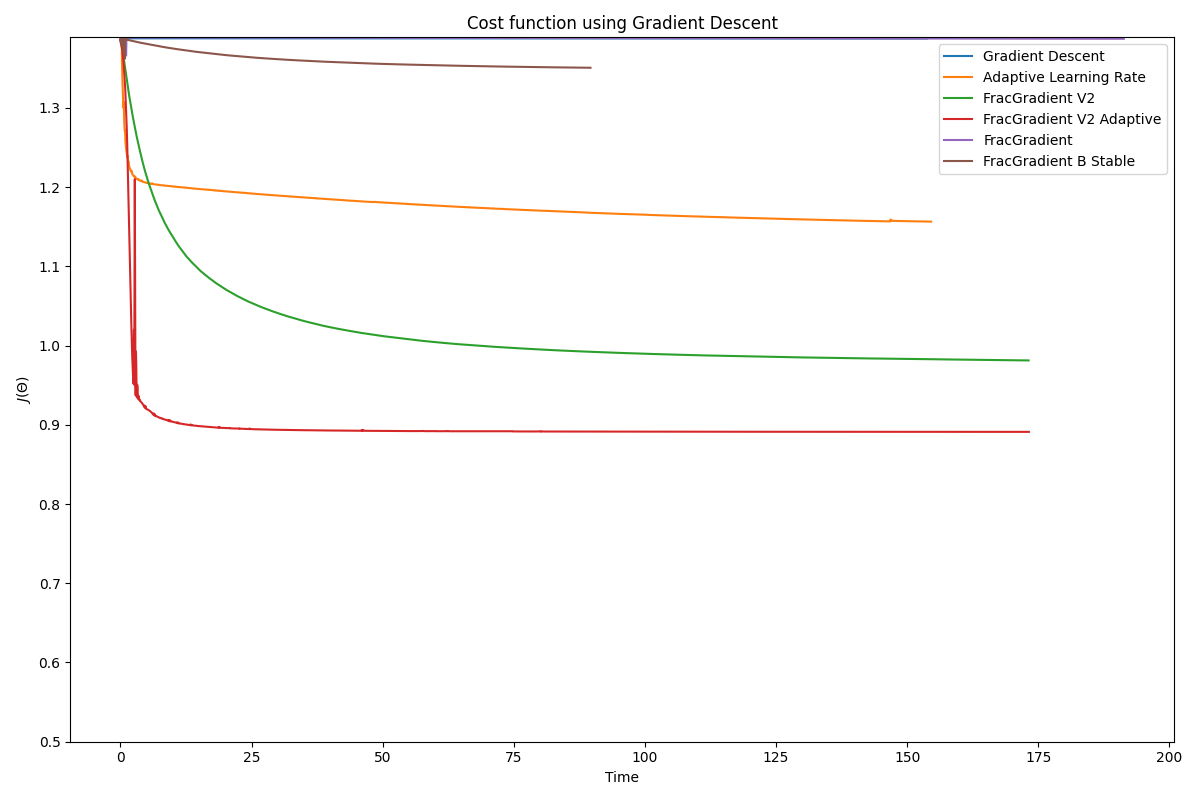 Cost function using Gradient Descent
Gradient Descent
Adaptive Learning Rate
FracGradient V2
FracGradient V2 Adaptive
FracGradient
FracGradient B Stable
J(Θ)
1.3
1.2
1.1
1.0
0.9
0.8
0.7
0.6
0.5
0 25 50 75 100 125 150 175 200
Time